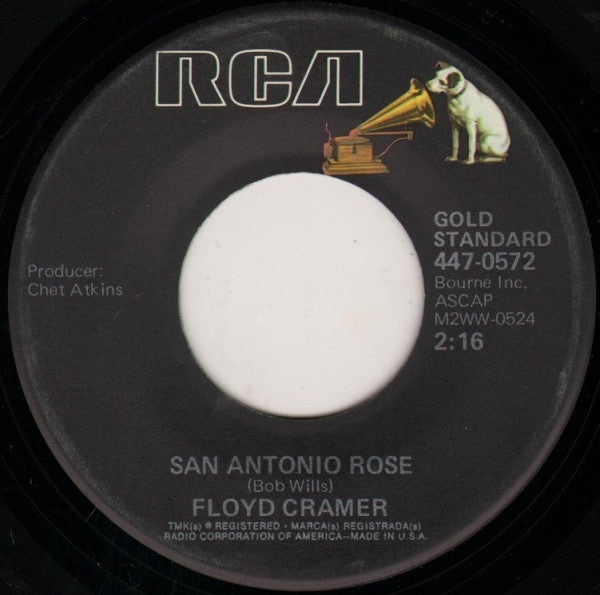 RCA
GOLD
STANDARD
447-0572
Bourne Inc.
ASCAP
M2WW-0524
2:16
Producer:
Chet Atkins
SAN ANTONIO ROSE
(Bob Wills)
FLOYD CRAMER
TMK(s) ® REGISTERED • MARCA(s) REGISTRADA(s)
RADIO CORPORATION OF AMERICA—MADE IN U.S.A.